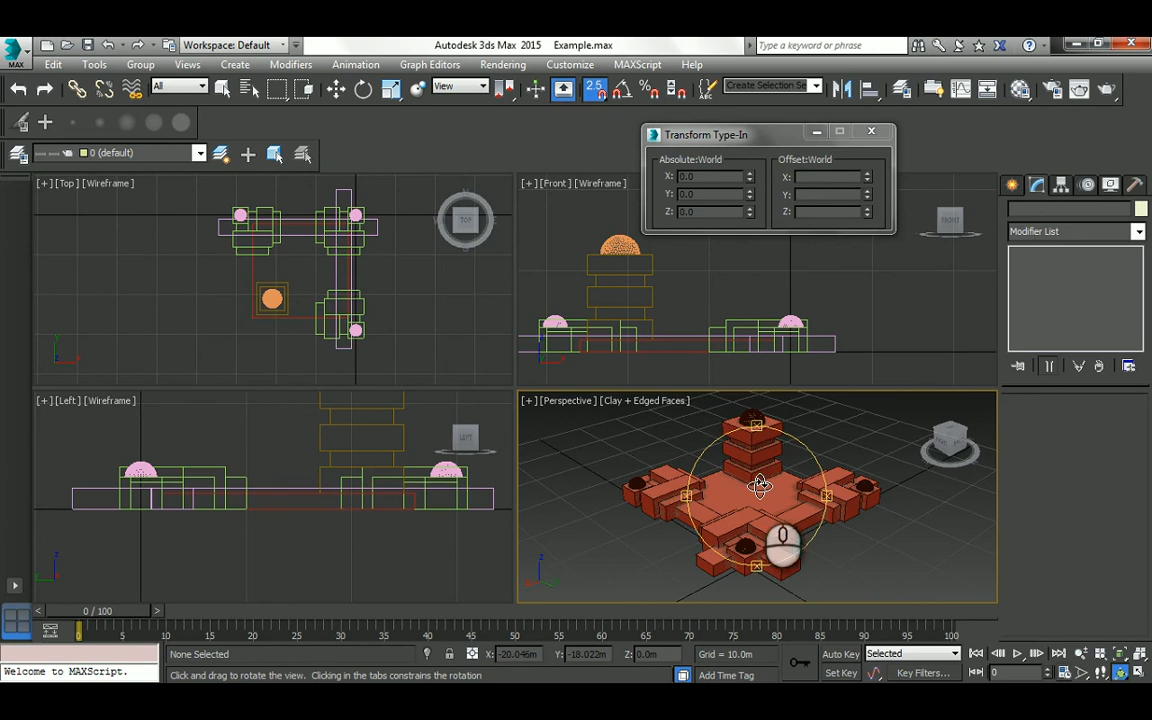 Workspace: Default
Autodesk 3ds Max 2015 Example.max
Type a keyword or phrase
MAX
Edit Tools Group Views Create Modifiers Animation Graph Editors Rendering Customize MAXScript Help
All
View
2.5
Create Selection Se
0 (default)
Transform Type-In
Absolute:World
Offset:World
X: 0.0 X:
Y: 0.0 Y:
Z: 0.0 Z:
[+] [Top] [Wireframe]
TOP
[+] [Front] [Wireframe]
FRONT
Modifier List
[+] [Left] [Wireframe]
LEFT
[+] [Perspective] [Clay + Edged Faces]
0 / 100
0 5 10 15 20 25 30 35 40 45 50 55 60 65 70 75 80 85 90 95 100
None Selected
X: -20.046m Y: -18.022m Z: 0.0m Grid = 10.0m
Auto Key Selected
Welcome to MAXScript.
Click and drag to rotate the view. Clicking in the tabs constrains the rotation
Add Time Tag
Set Key Key Filters... 0